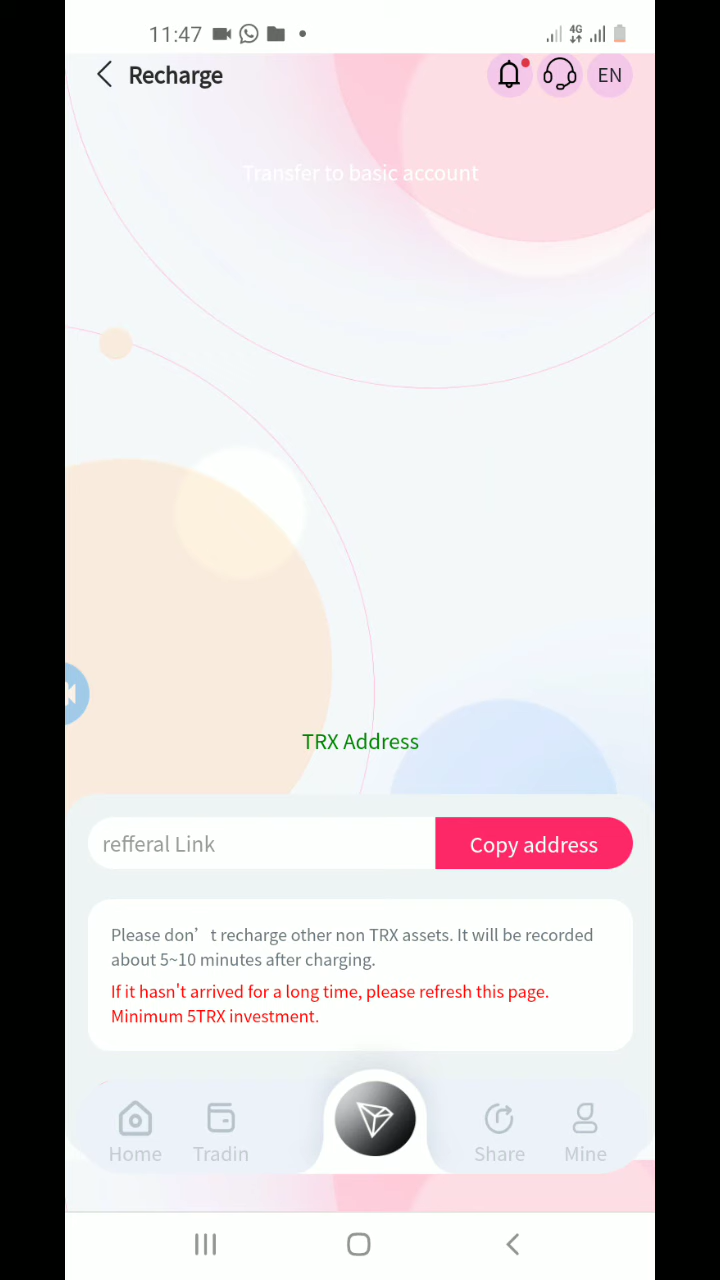 11:47
4G
Recharge
EN
Transfer to basic account
TRX Address
refferal Link
Copy address
Please don’t recharge other non TRX assets. It will be recorded
about 5~10 minutes after charging.
If it hasn't arrived for a long time, please refresh this page.
Minimum 5TRX investment.
Home
Tradin
Share
Mine